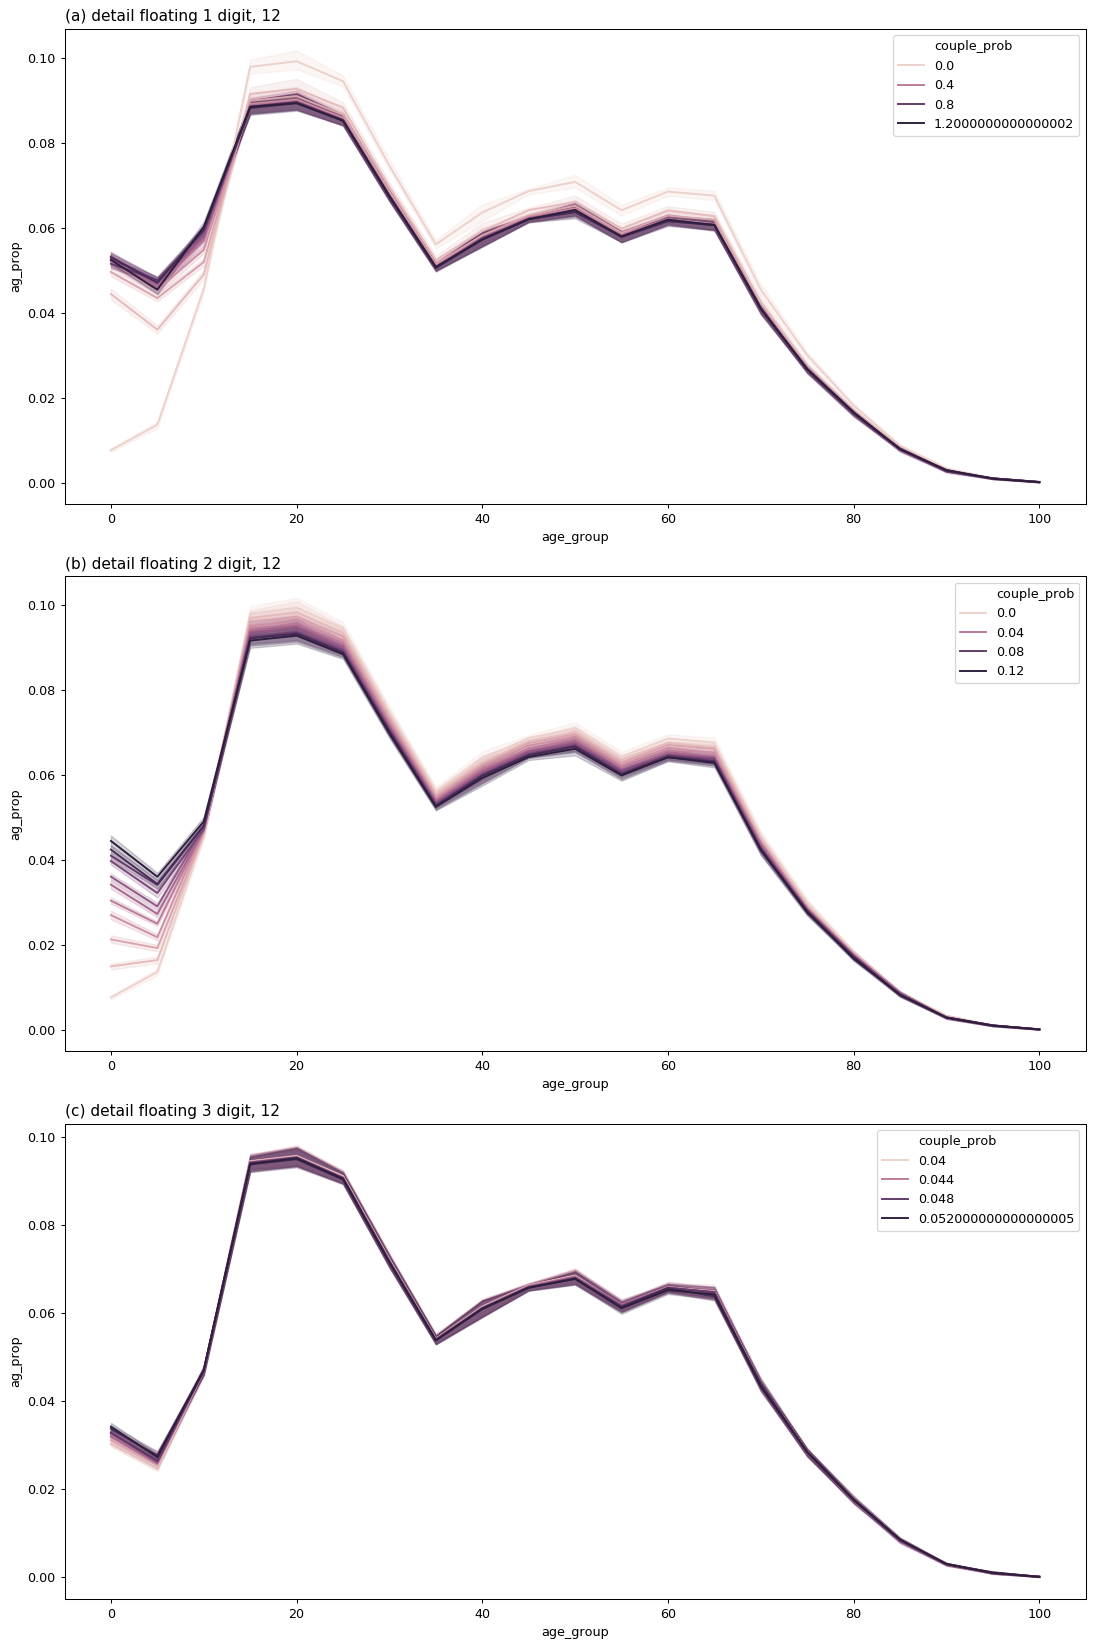 (a) detail floating 1 digit, 12
couple_prob
0.0
0.4
0.8
1.2000000000000002
0.10
0.08
0.06
0.04
0.02
0.00
ag_prop
0 20 40 60 80 100
age_group
(b) detail floating 2 digit, 12
couple_prob
0.0
0.04
0.08
0.12
0.10
0.08
0.06
0.04
0.02
0.00
ag_prop
0 20 40 60 80 100
age_group
(c) detail floating 3 digit, 12
couple_prob
0.04
0.044
0.048
0.052000000000000005
0.10
0.08
0.06
0.04
0.02
0.00
ag_prop
0 20 40 60 80 100
age_group